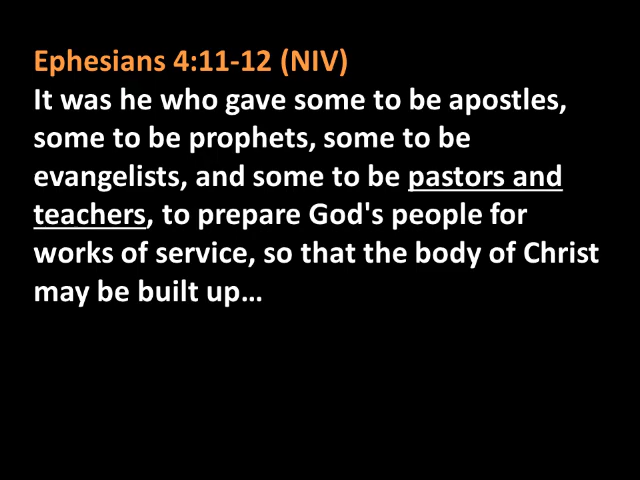 Ephesians 4:11-12 (NIV)
It was he who gave some to be apostles,
some to be prophets, some to be
evangelists, and some to be pastors and
teachers, to prepare God's people for
works of service, so that the body of Christ
may be built up…